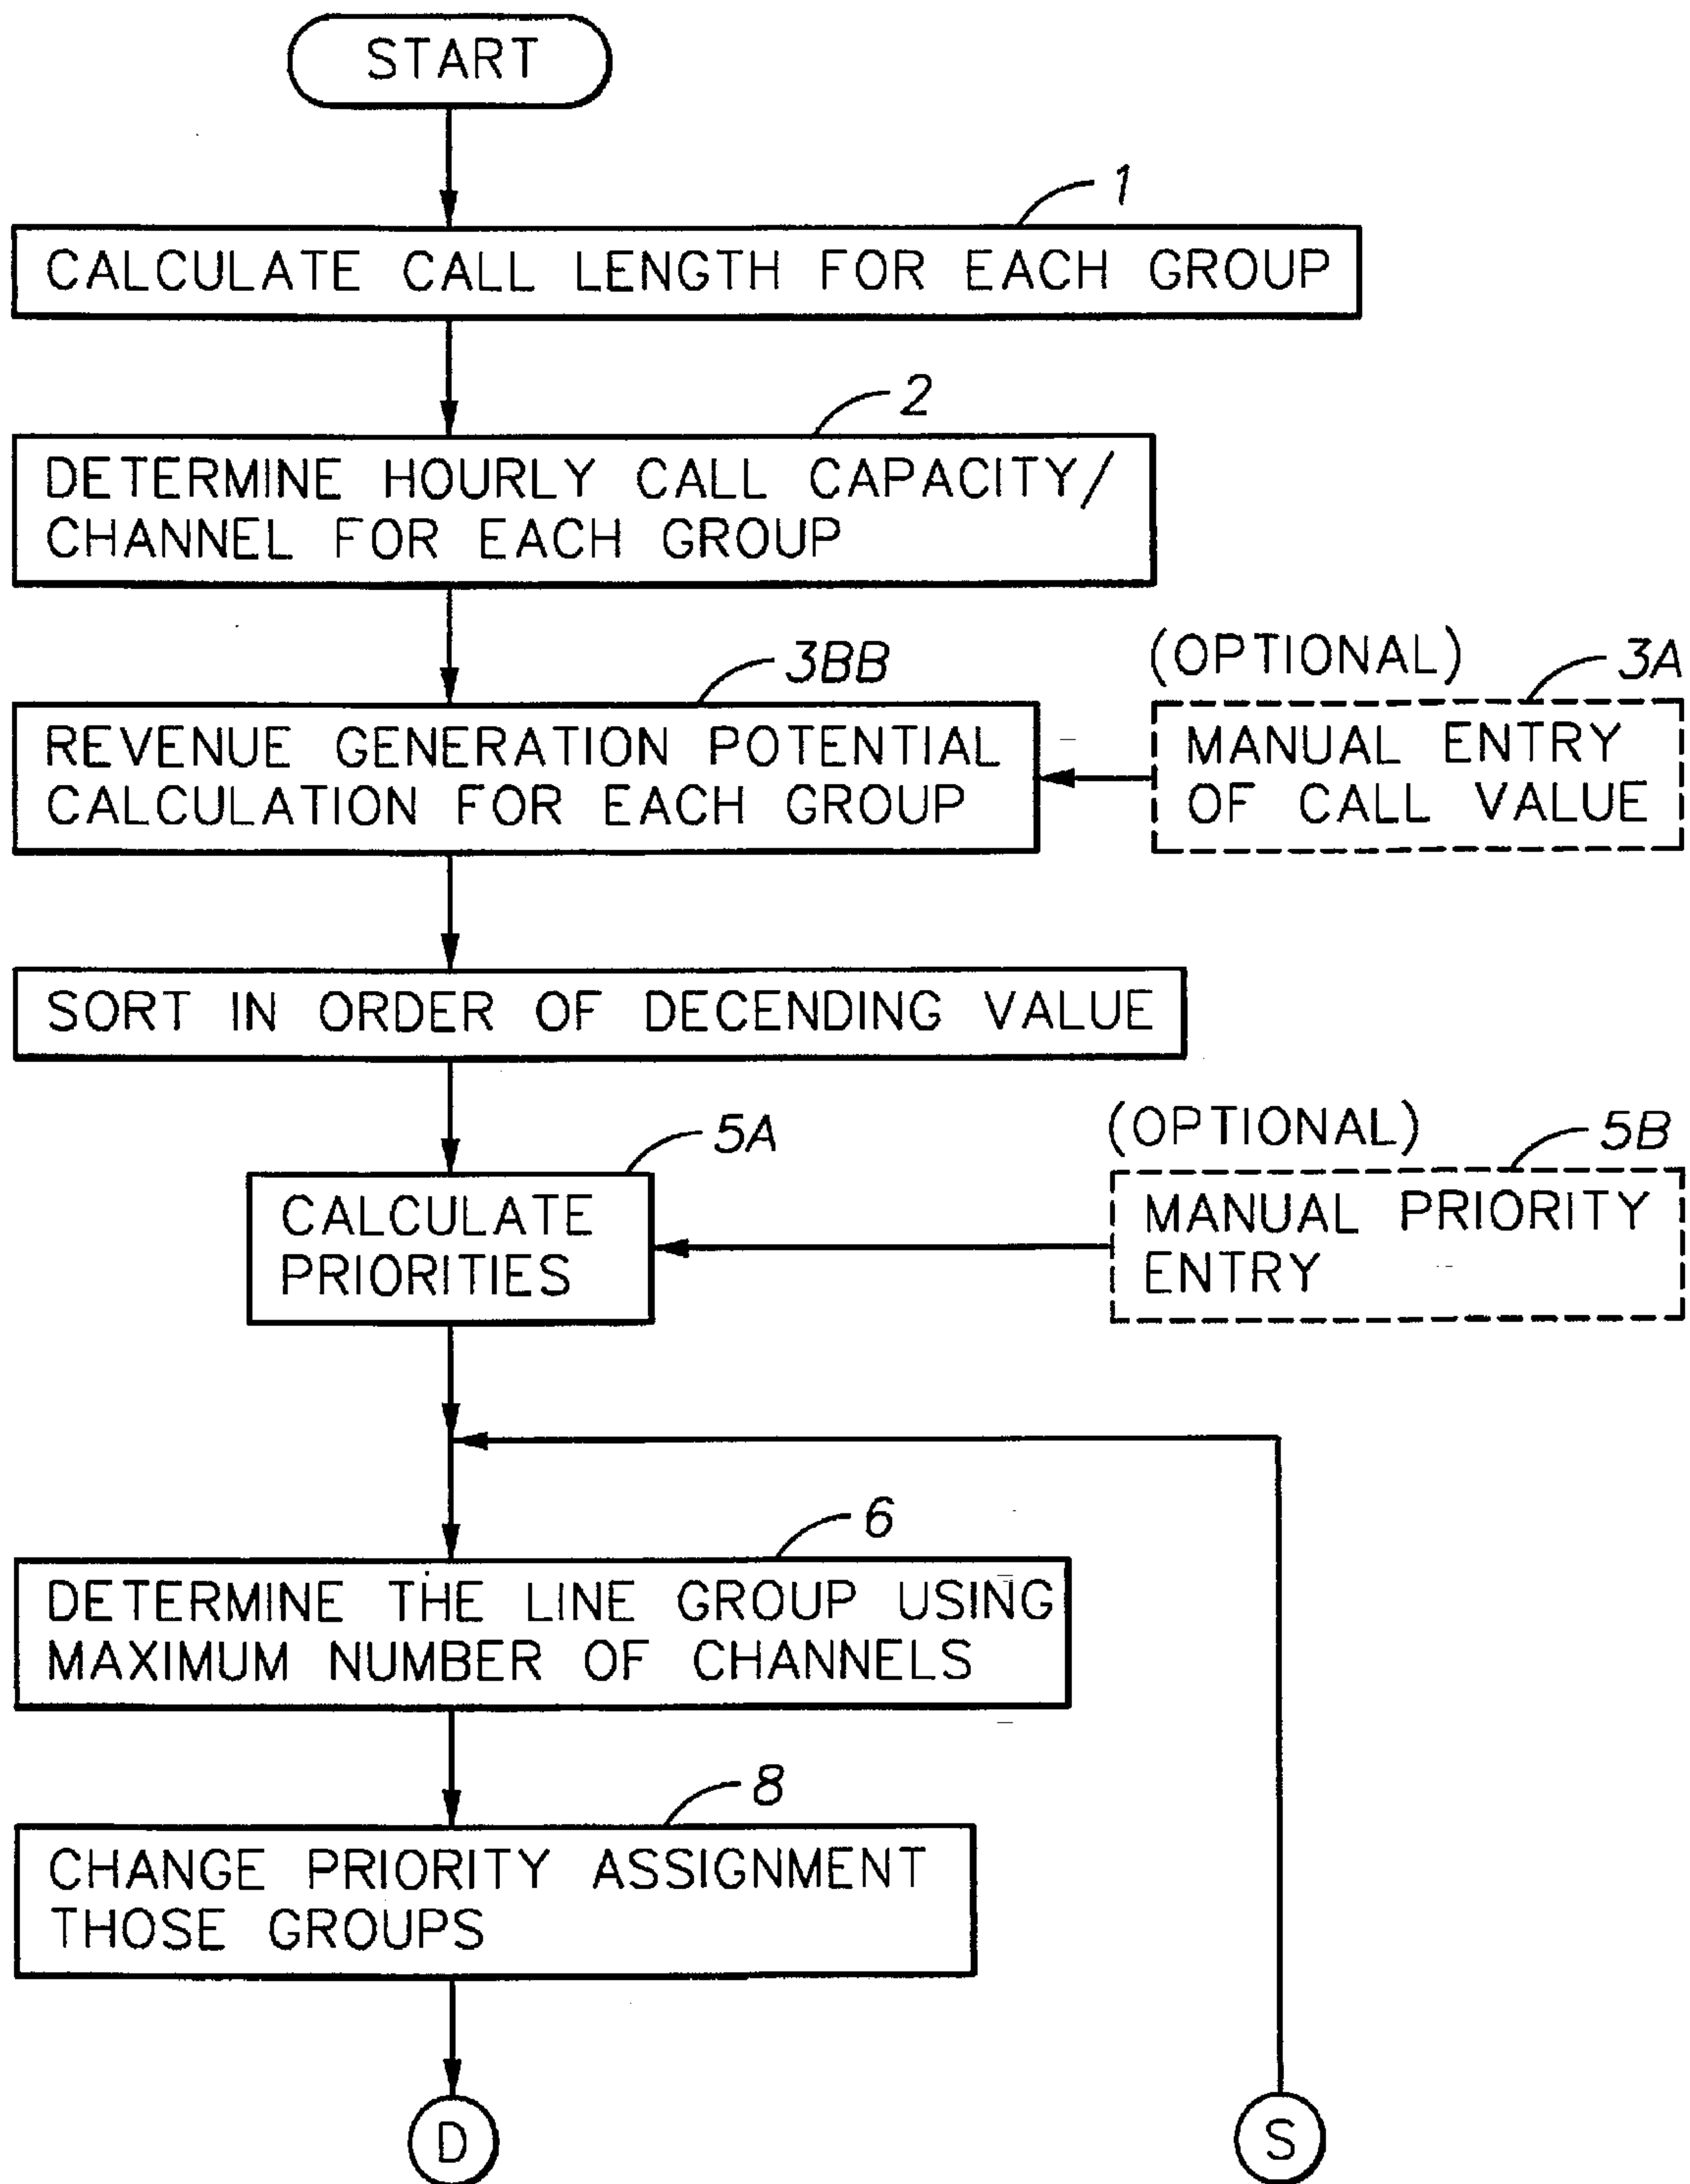 START
1
CALCULATE CALL LENGTH FOR EACH GROUP
2
DETERMINE HOURLY CALL CAPACITY/
CHANNEL FOR EACH GROUP
3BB
REVENUE GENERATION POTENTIAL
CALCULATION FOR EACH GROUP
(OPTIONAL)
3A
MANUAL ENTRY
OF CALL VALUE
SORT IN ORDER OF DECENDING VALUE
5A
CALCULATE
PRIORITIES
(OPTIONAL)
5B
MANUAL PRIORITY
ENTRY
6
DETERMINE THE LINE GROUP USING
MAXIMUM NUMBER OF CHANNELS
8
CHANGE PRIORITY ASSIGNMENT
THOSE GROUPS
D
S